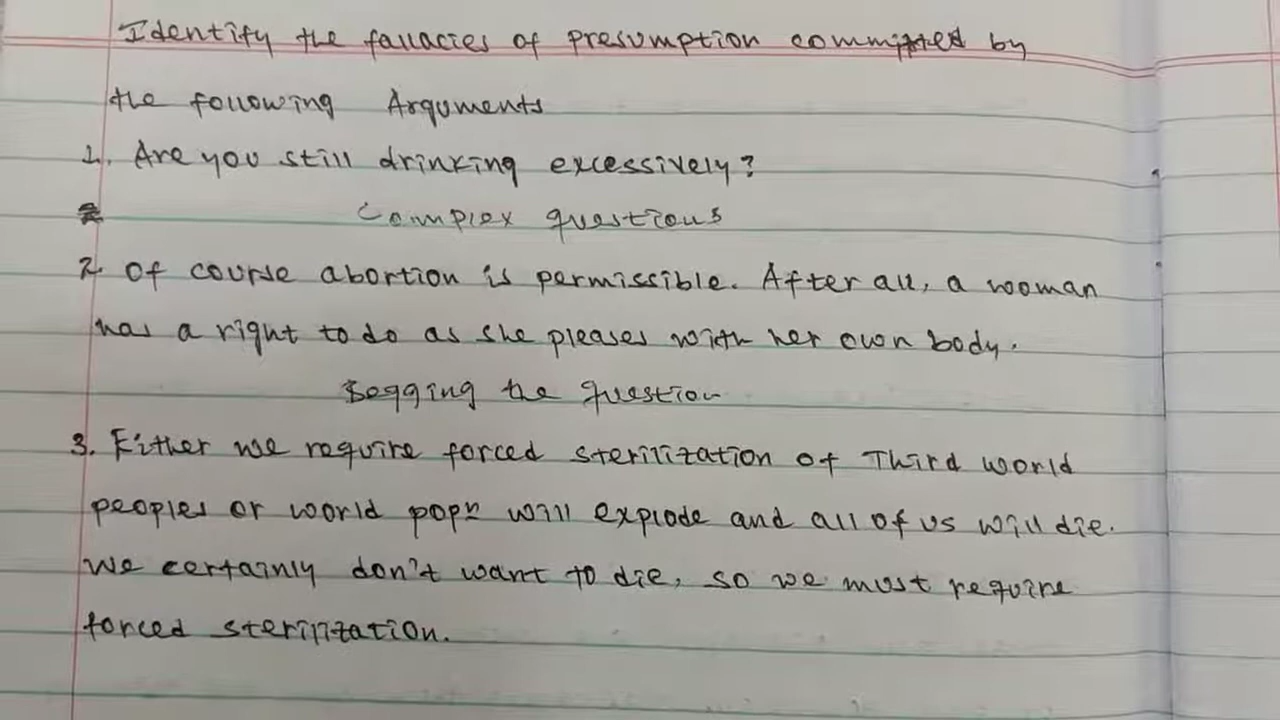 Identify the fallacies of presumption committed by
the following Arguments
1. Are you still drinking excessively?
Complex questions
2. Of course abortion is permissible. After all, a woman
has a right to do as she pleases with her own body.
Begging the question
3. Either we require forced sterilization of Third world
peoples or world popn will explode and all of us will die.
We certainly don't want to die, so we must require
forced sterilization.